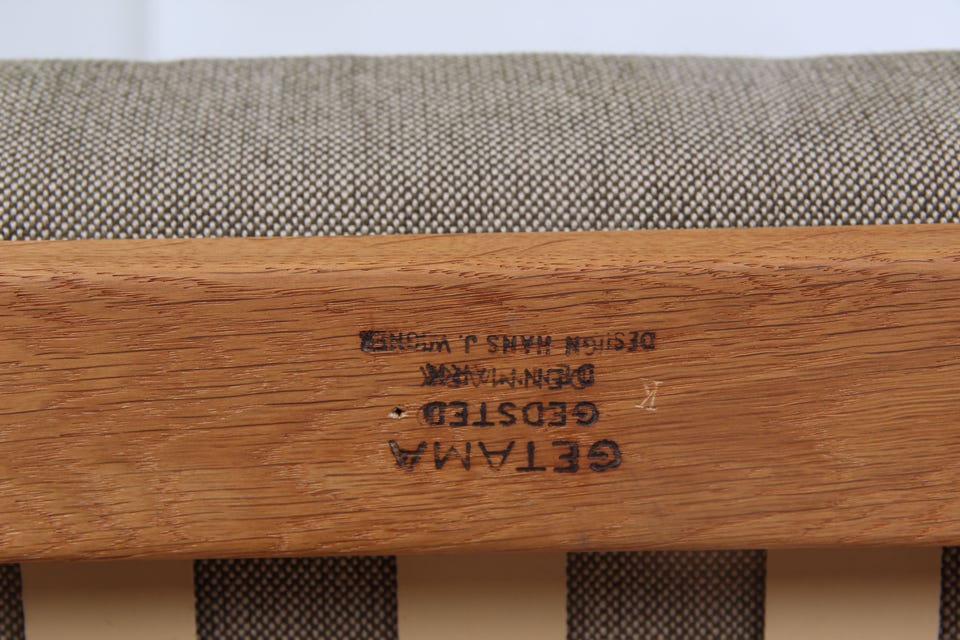 GETAMA
GEDSTED
DENMARK
DESIGN HANS J. WEGNER